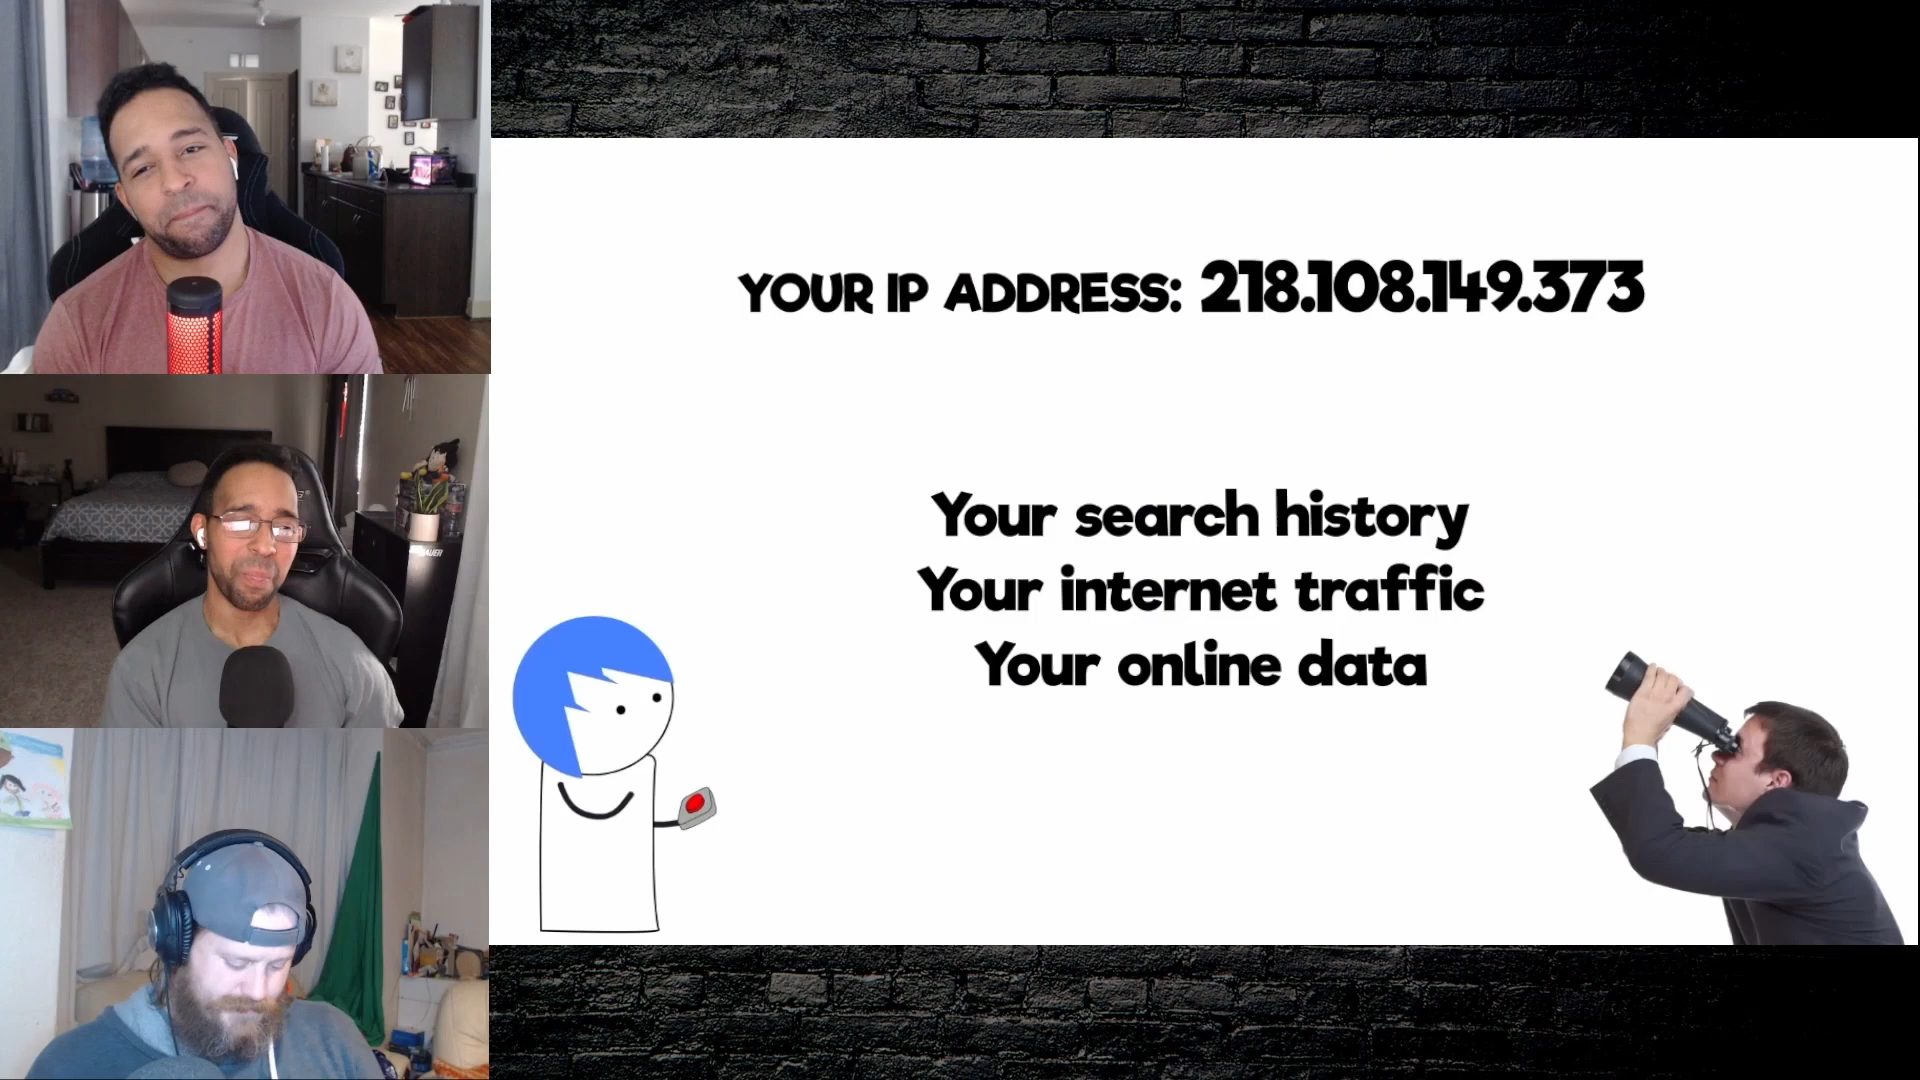 YOUR IP ADDRESS: 218.108.149.373
Your search history
Your internet traffic
Your online data